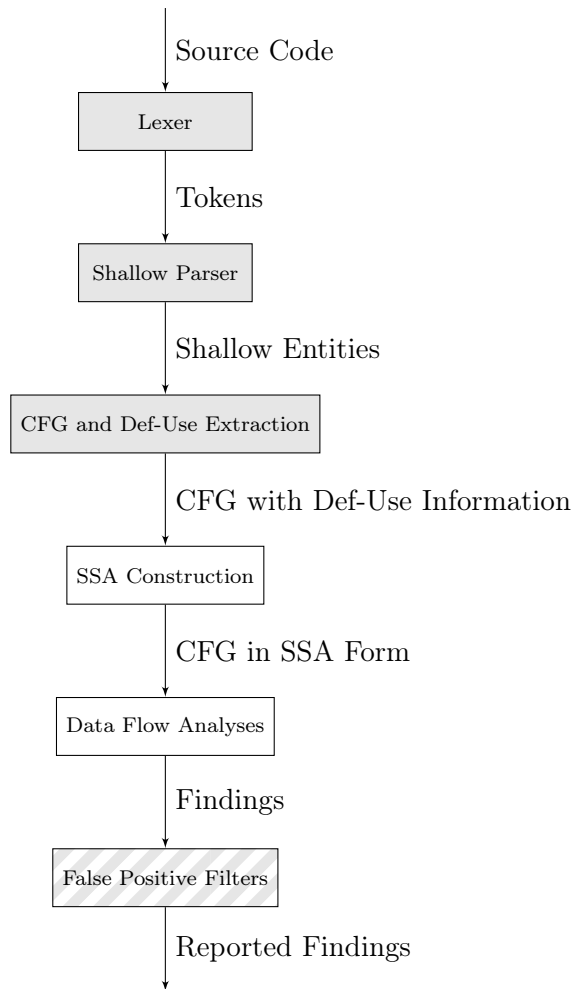 Source Code
Lexer
Tokens
Shallow Parser
Shallow Entities
CFG and Def-Use Extraction
CFG with Def-Use Information
SSA Construction
CFG in SSA Form
Data Flow Analyses
Findings
False Positive Filters
Reported Findings